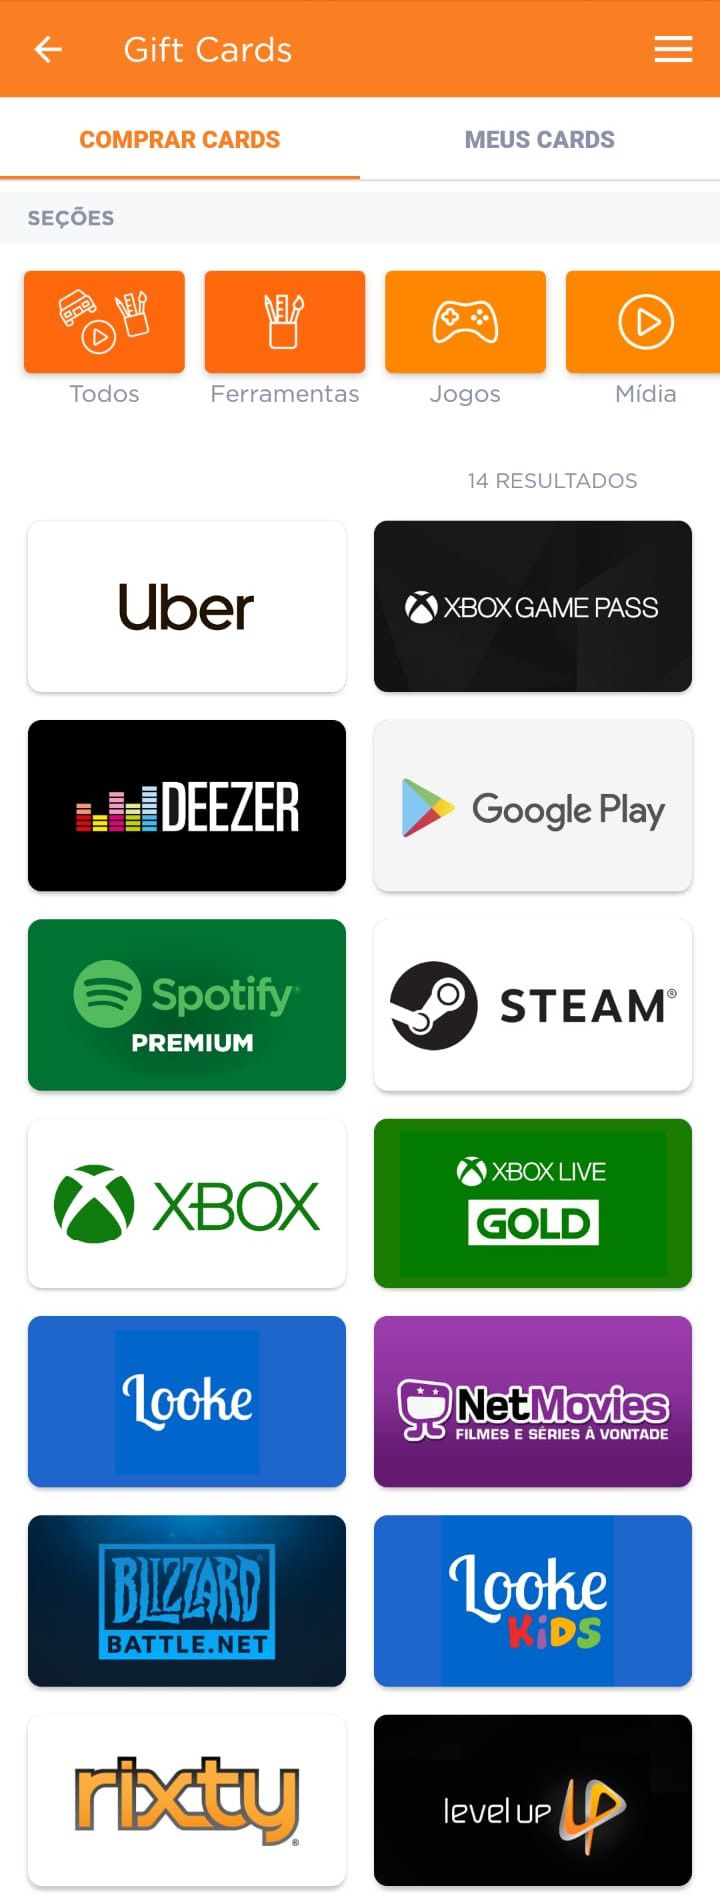 Gift Cards
COMPRAR CARDS
MEUS CARDS
SEÇÕES
Todos
Ferramentas
Jogos
Mídia
14 RESULTADOS
Uber
XBOX GAME PASS
DEEZER
Google Play
Spotify®
PREMIUM
STEAM®
XBOX
XBOX LIVE
GOLD
Looke
NetMovies
FILMES E SÉRIES À VONTADE
BLIZZARD®
BATTLE.NET
Looke
KiDS
rixty®
level up